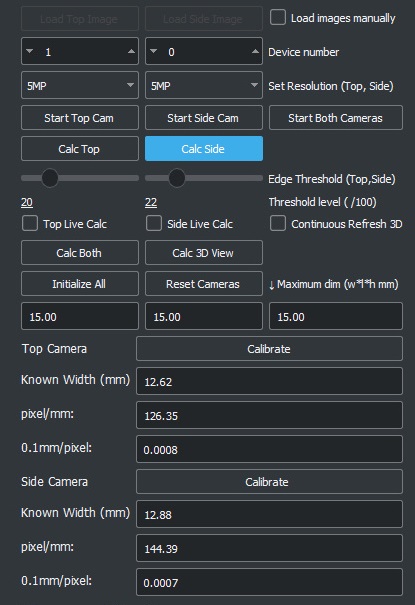 Load Top Image Load Side Image Load images manually
1 0 Device number
5MP 5MP Set Resolution (Top, Side)
Start Top Cam Start Side Cam Start Both Cameras
Calc Top Calc Side
Edge Threshold (Top,Side)
20 22 Threshold level ( /100)
Top Live Calc Side Live Calc Continuous Refresh 3D
Calc Both Calc 3D View
Initialize All Reset Cameras ↓ Maximum dim (w*l*h mm)
15.00 15.00 15.00
Top Camera Calibrate
Known Width (mm) 12.62
pixel/mm: 126.35
0.1mm/pixel: 0.0008
Side Camera Calibrate
Known Width (mm) 12.88
pixel/mm: 144.39
0.1mm/pixel: 0.0007